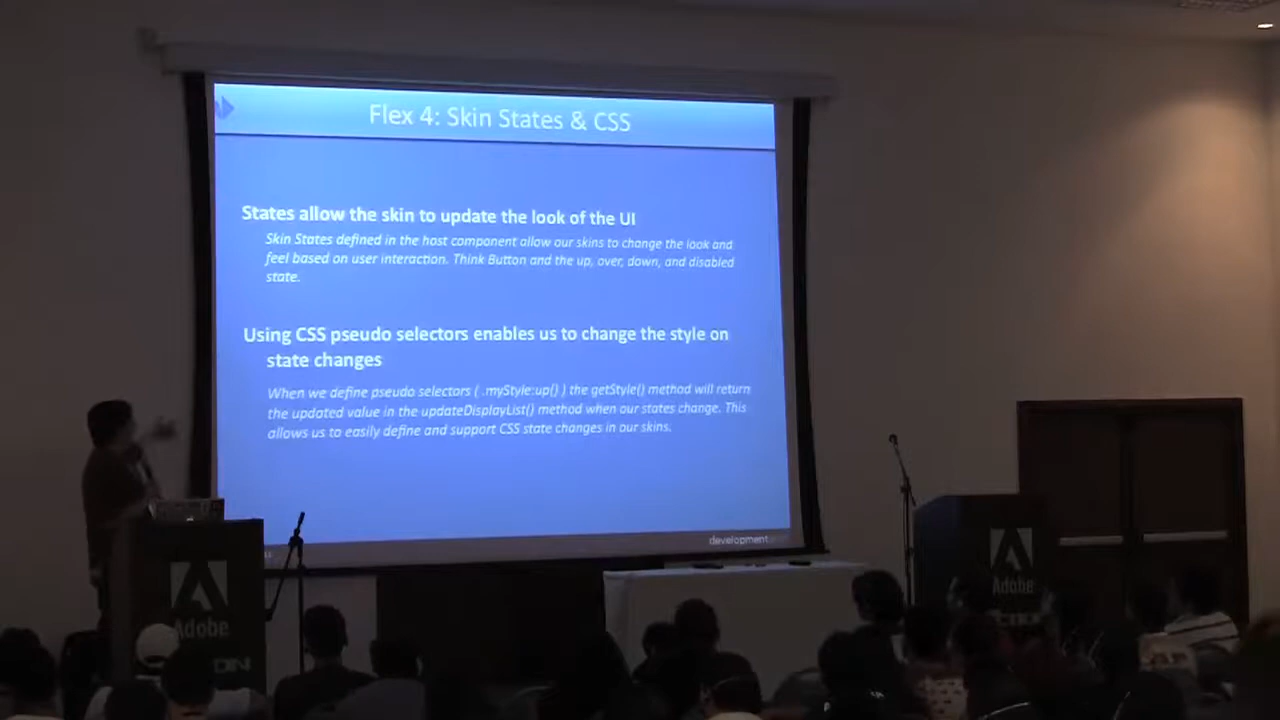 Flex 4: Skin States & CSS
States allow the skin to update the look of the UI
Skin States defined in the host component allow our skins to change the look and
feel based on user interaction. Think Button and the up, over, down, and disabled
state.
Using CSS pseudo selectors enables us to change the style on
state changes
When we define pseudo selectors ( .myStyle:up() ) the getStyle() method will return
the updated value in the updateDisplayList() method when our states change. This
allows us to easily define and support CSS state changes in our skins.
development
Adobe
Adobe